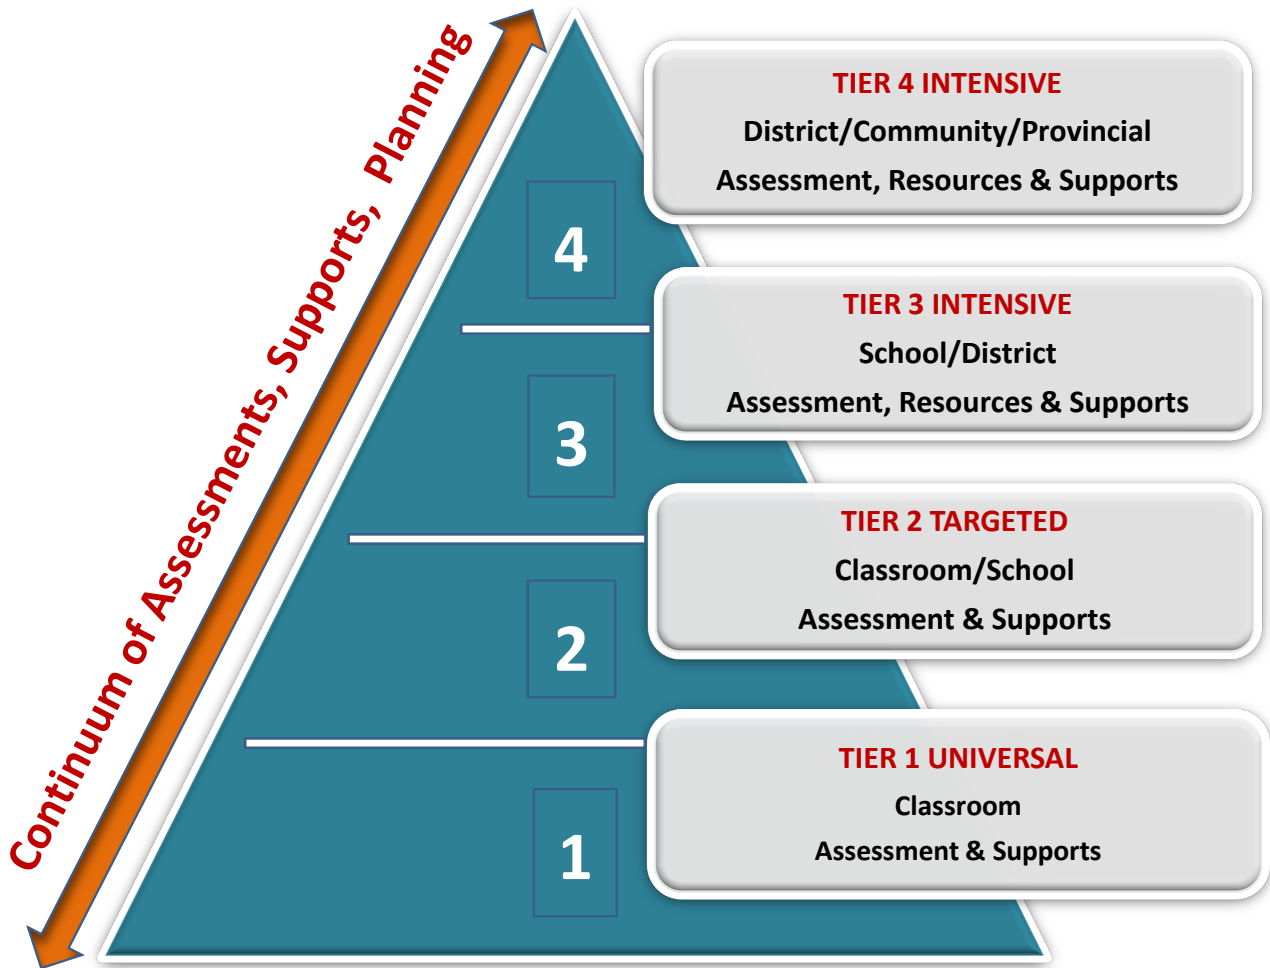 Continuum of Assessments, Supports, Planning
TIER 4 INTENSIVE
District/Community/Provincial
Assessment, Resources & Supports
4
TIER 3 INTENSIVE
School/District
Assessment, Resources & Supports
3
TIER 2 TARGETED
Classroom/School
Assessment & Supports
2
TIER 1 UNIVERSAL
Classroom
Assessment & Supports
1